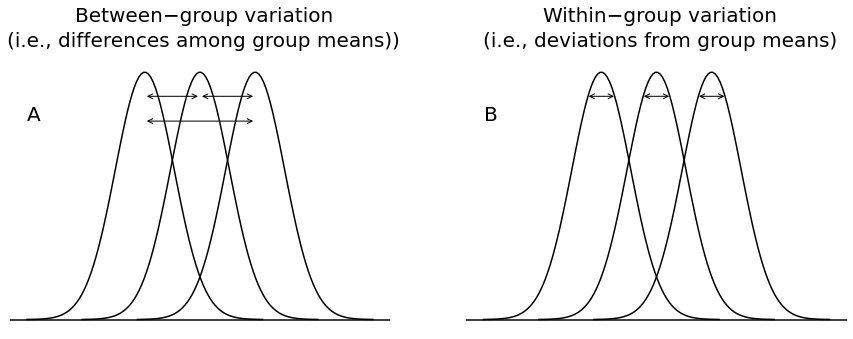 Between−group variation
(i.e., differences among group means))
A
Within−group variation
(i.e., deviations from group means)
B